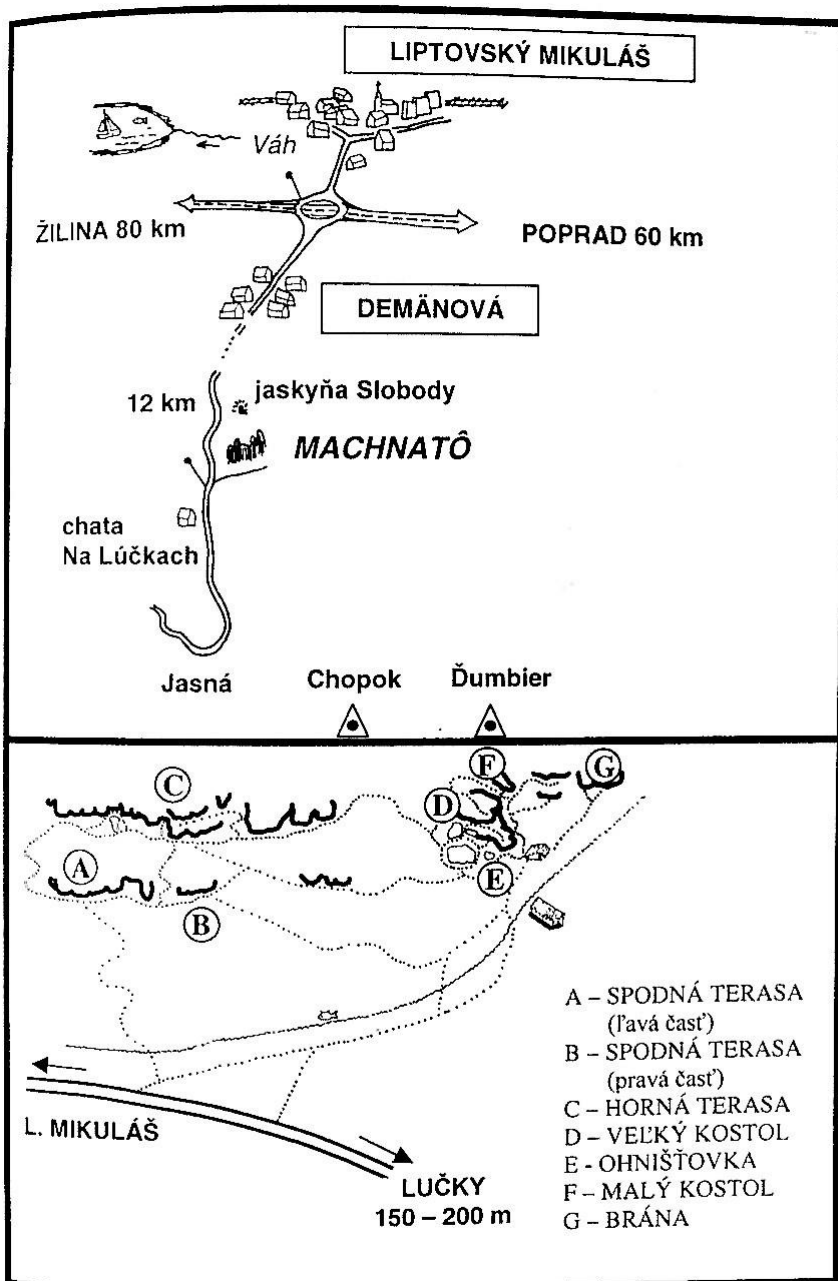 LIPTOVSKÝ MIKULÁŠ
Váh
ŽILINA 80 km
POPRAD 60 km
DEMÄNOVÁ
12 km
jaskyňa Slobody
MACHNATÔ
chata
Na Lúčkach
Jasná
Chopok
Ďumbier
C
F
G
D
A
E
B
A – SPODNÁ TERASA
(ľavá časť)
B – SPODNÁ TERASA
(pravá časť)
C – HORNÁ TERASA
D – VEĽKÝ KOSTOL
E - OHNIŠŤOVKA
F – MALÝ KOSTOL
G – BRÁNA
L. MIKULÁŠ
LUČKY
150 – 200 m